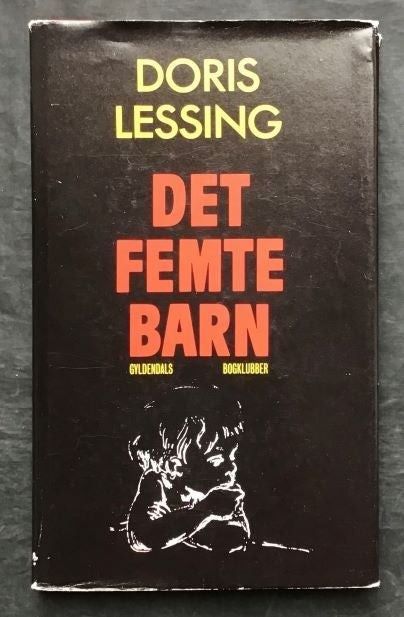 DORIS
LESSING
DET
FEMTE
BARN
GYLDENDALS BOGKLUBBER